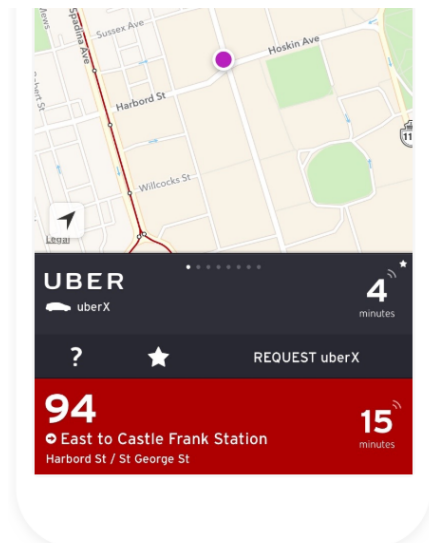 Sussex Ave
Spadina Ave
Hoskin Ave
Harbord St
Willcocks St
11
Legal
UBER
uberX
4
minutes
?
REQUEST uberX
94
East to Castle Frank Station
Harbord St / St George St
15
minutes